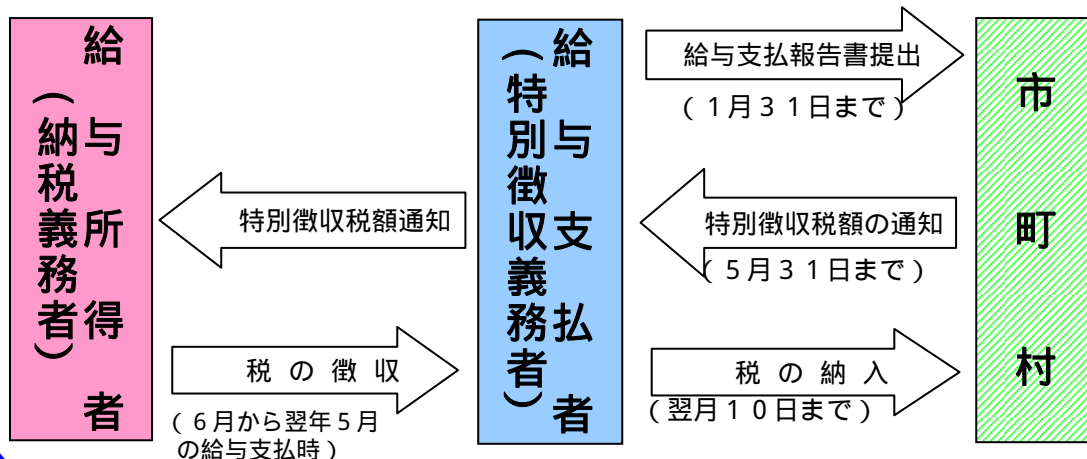 給与所得者
（納税義務者）
給与支払者
（特別徴収義務者）
市町村
給与支払報告書提出
（１月３１日まで）
特別徴収税額の通知
（５月３１日まで）
特別徴収税額通知
税の徴収
（６月から翌年５月
の給与支払時）
税の納入
（翌月１０日まで）